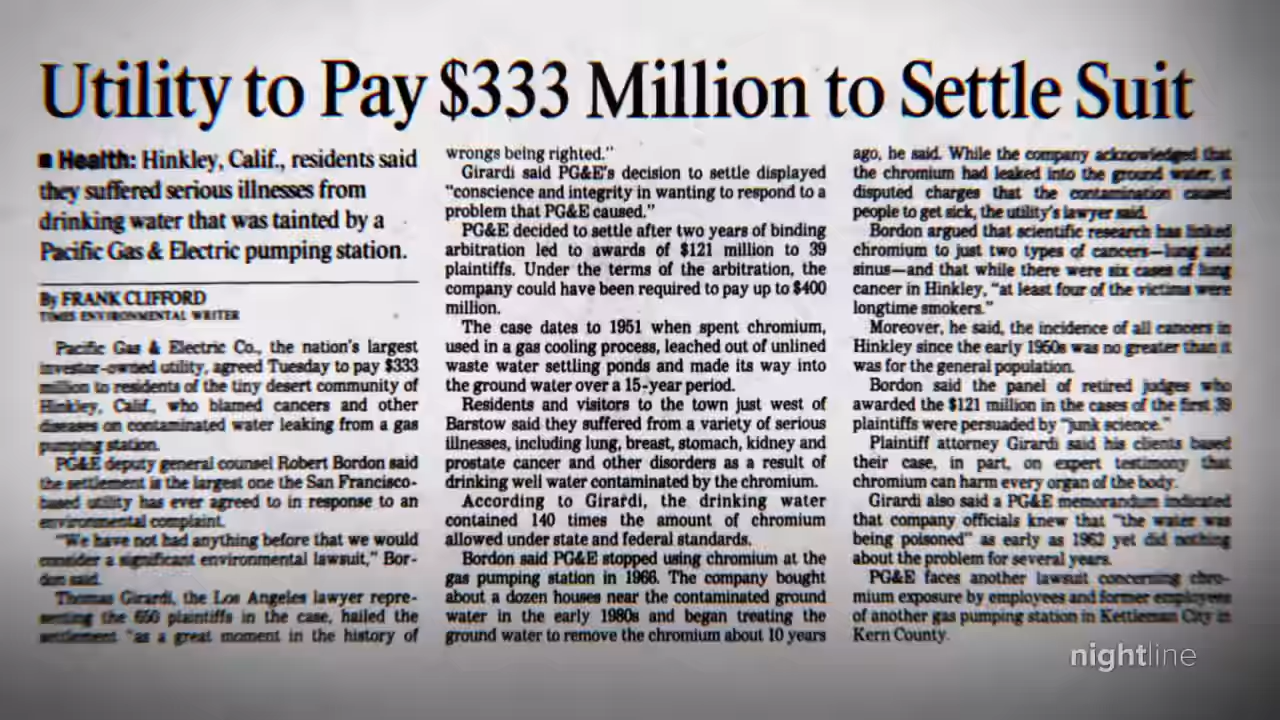 Utility to Pay $333 Million to Settle Suit
■ Health: Hinkley, Calif., residents said
they suffered serious illnesses from
drinking water that was tainted by a
Pacific Gas & Electric pumping station.
By FRANK CLIFFORD
TIMES ENVIRONMENTAL WRITER
Pacific Gas & Electric Co., the nation's largest
investor-owned utility, agreed Tuesday to pay $333
million to residents of the tiny desert community of
Hinkley, Calif., who blamed cancers and other
diseases on contaminated water leaking from a gas
pumping station.
PG&E deputy general counsel Robert Bordon said
the settlement is the largest one the San Francisco-
based utility has ever agreed to in response to an
environmental complaint.
"We have not had anything before that we would
consider a significant environmental lawsuit," Bor-
don said.
Thomas Girardi, the Los Angeles lawyer repre-
senting the 650 plaintiffs in the case, hailed the
settlement "as a great moment in the history of
wrongs being righted."
Girardi said PG&E's decision to settle displayed
"conscience and integrity in wanting to respond to a
problem that PG&E caused."
PG&E decided to settle after two years of binding
arbitration led to awards of $121 million to 39
plaintiffs. Under the terms of the arbitration, the
company could have been required to pay up to $400
million.
The case dates to 1951 when spent chromium,
used in a gas cooling process, leached out of unlined
waste water settling ponds and made its way into
the ground water over a 15-year period.
Residents and visitors to the town just west of
Barstow said they suffered from a variety of serious
illnesses, including lung, breast, stomach, kidney and
prostate cancer and other disorders as a result of
drinking well water contaminated by the chromium.
According to Girardi, the drinking water
contained 140 times the amount of chromium
allowed under state and federal standards.
Bordon said PG&E stopped using chromium at the
gas pumping station in 1966. The company bought
about a dozen houses near the contaminated ground
water in the early 1980s and began treating the
ground water to remove the chromium about 10 years
ago, he said. While the company acknowledged that
the chromium had leaked into the ground water, it
disputed charges that the contamination caused
people to get sick, the utility's lawyer said.
Bordon argued that scientific research has linked
chromium to just two types of cancers—lung and
sinus—and that while there were six cases of lung
cancer in Hinkley, "at least four of the victims were
longtime smokers."
Moreover, he said, the incidence of all cancers in
Hinkley since the early 1950s was no greater than it
was for the general population.
Bordon said the panel of retired judges who
awarded the $121 million in the cases of the first 39
plaintiffs were persuaded by "junk science."
Plaintiff attorney Girardi said his clients based
their case, in part, on expert testimony that
chromium can harm every organ of the body.
Girardi also said a PG&E memorandum indicated
that company officials knew that "the water was
being poisoned" as early as 1962 yet did nothing
about the problem for several years.
PG&E faces another lawsuit concerning chro-
mium exposure by employees and former employees
of another gas pumping station in Kettleman City in
Kern County.
nightline